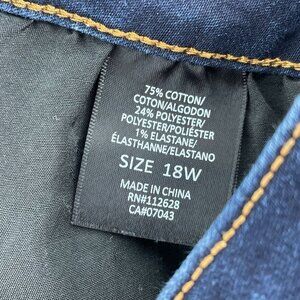 75% COTTON/
COTON/ALGODON
24% POLYESTER/
POLYESTER/POLIÉSTER
1% ELASTANE/
ÉLASTHANNE/ELASTANO
SIZE 18W
MADE IN CHINA
RN#112628
CA#07043